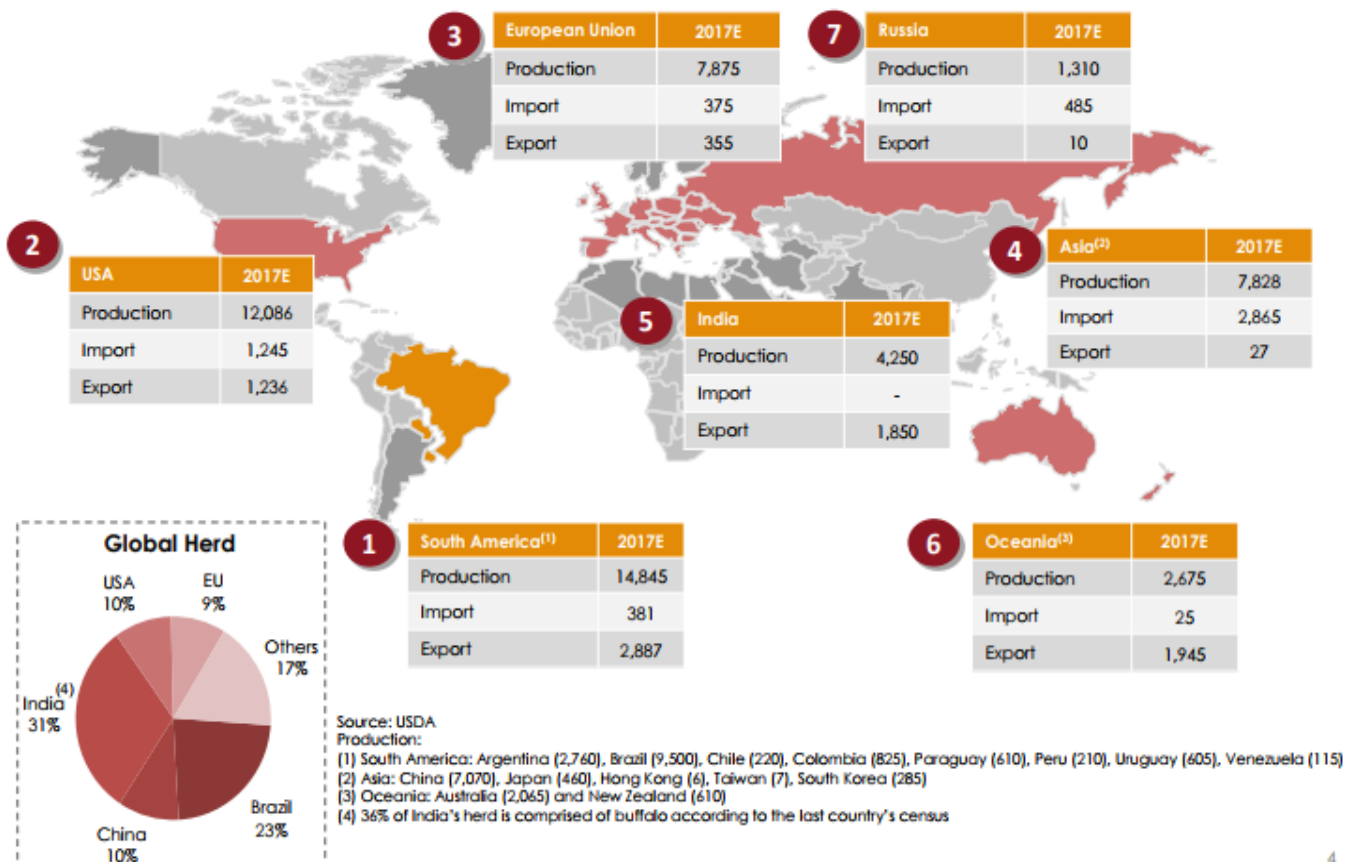 3
European Union 2017E
Production 7,875
Import 375
Export 355
7
Russia 2017E
Production 1,310
Import 485
Export 10
2
USA 2017E
Production 12,086
Import 1,245
Export 1,236
4
Asia(2) 2017E
Production 7,828
Import 2,865
Export 27
5
India 2017E
Production 4,250
Import -
Export 1,850
1
South America(1) 2017E
Production 14,845
Import 381
Export 2,887
6
Oceania(3) 2017E
Production 2,675
Import 25
Export 1,945
Global Herd
USA
10%
EU
9%
Others
17%
India(4)
31%
Brazil
23%
China
10%
Source: USDA
Production:
(1) South America: Argentina (2,760), Brazil (9,500), Chile (220), Colombia (825), Paraguay (610), Peru (210), Uruguay (605), Venezuela (115)
(2) Asia: China (7,070), Japan (460), Hong Kong (6), Taiwan (7), South Korea (285)
(3) Oceania: Australia (2,065) and New Zealand (610)
(4) 36% of India's herd is comprised of buffalo according to the last country's census
4